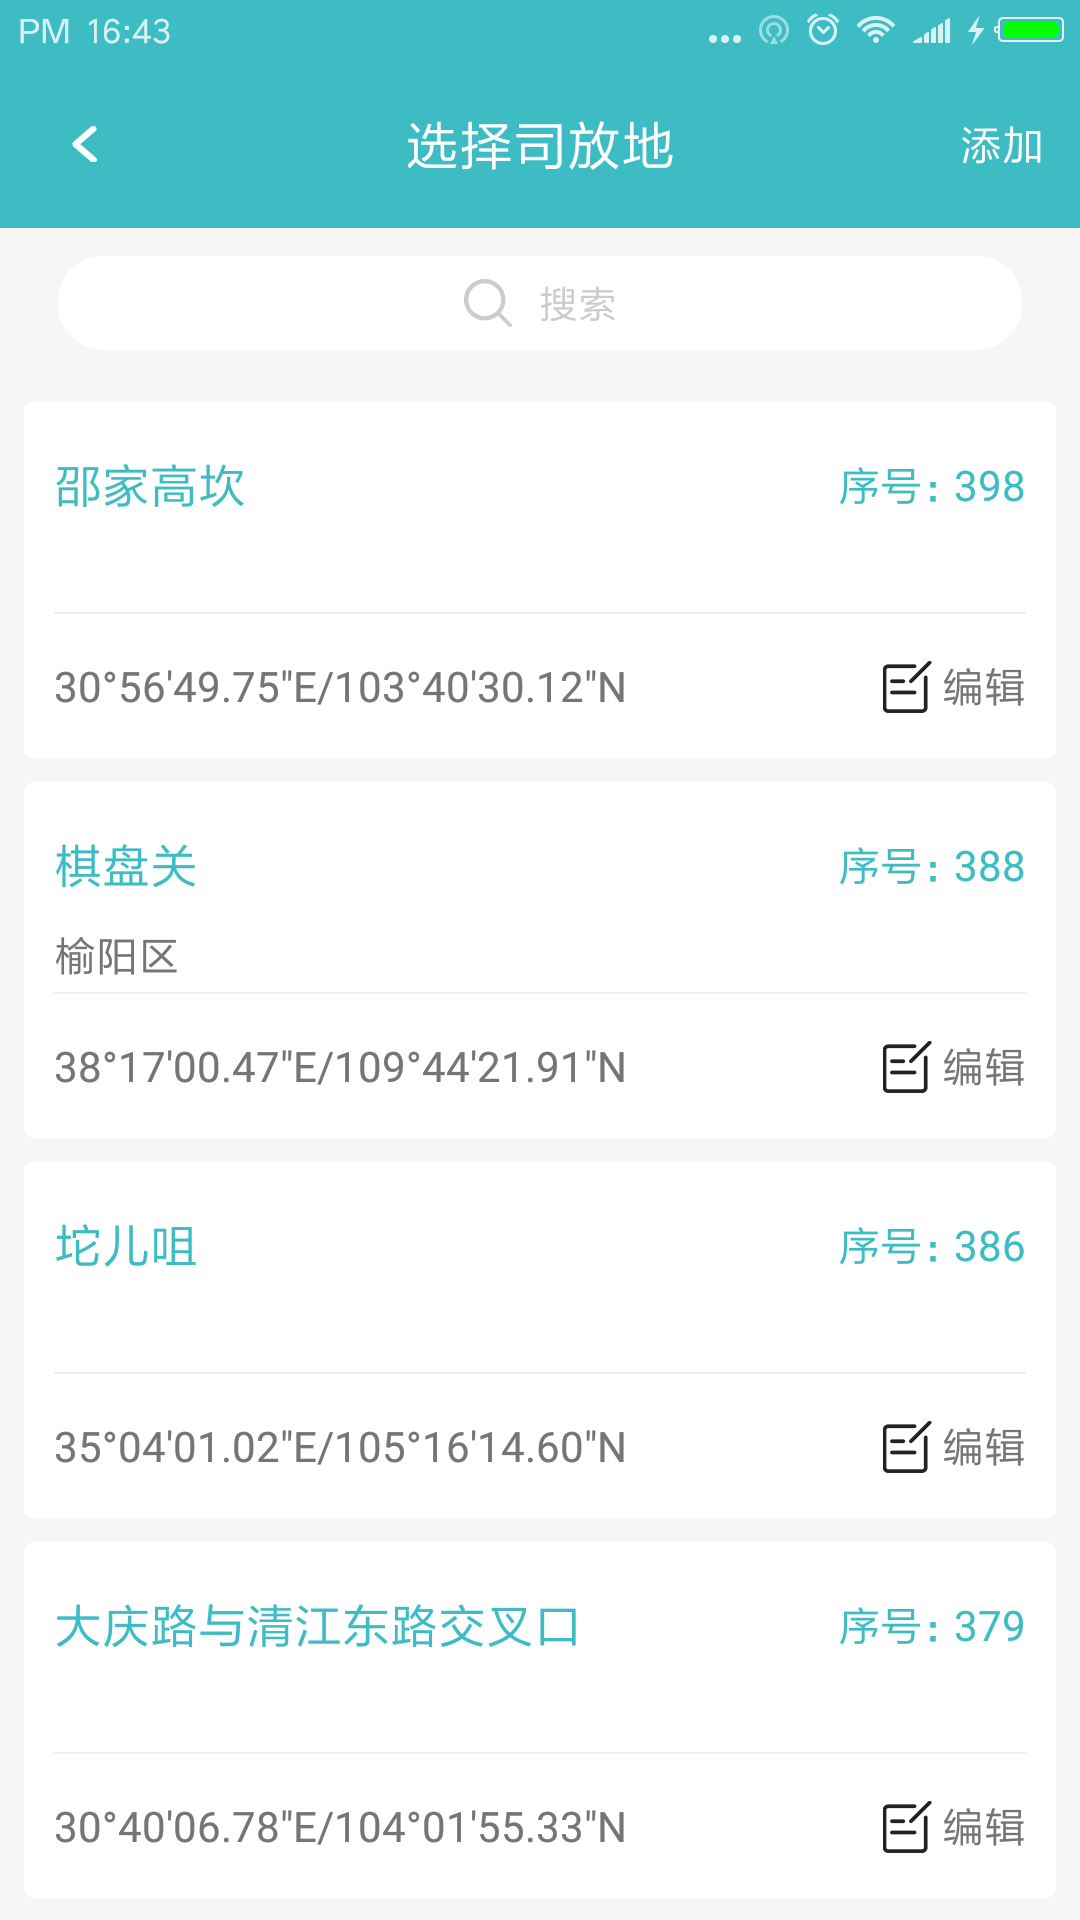 PM 16:43
选择司放地
添加
搜索
邵家高坎
序号：398
30°56'49.75"E/103°40'30.12"N
编辑
棋盘关
序号：388
榆阳区
38°17'00.47"E/109°44'21.91"N
编辑
坨儿咀
序号：386
35°04'01.02"E/105°16'14.60"N
编辑
大庆路与清江东路交叉口
序号：379
30°40'06.78"E/104°01'55.33"N
编辑